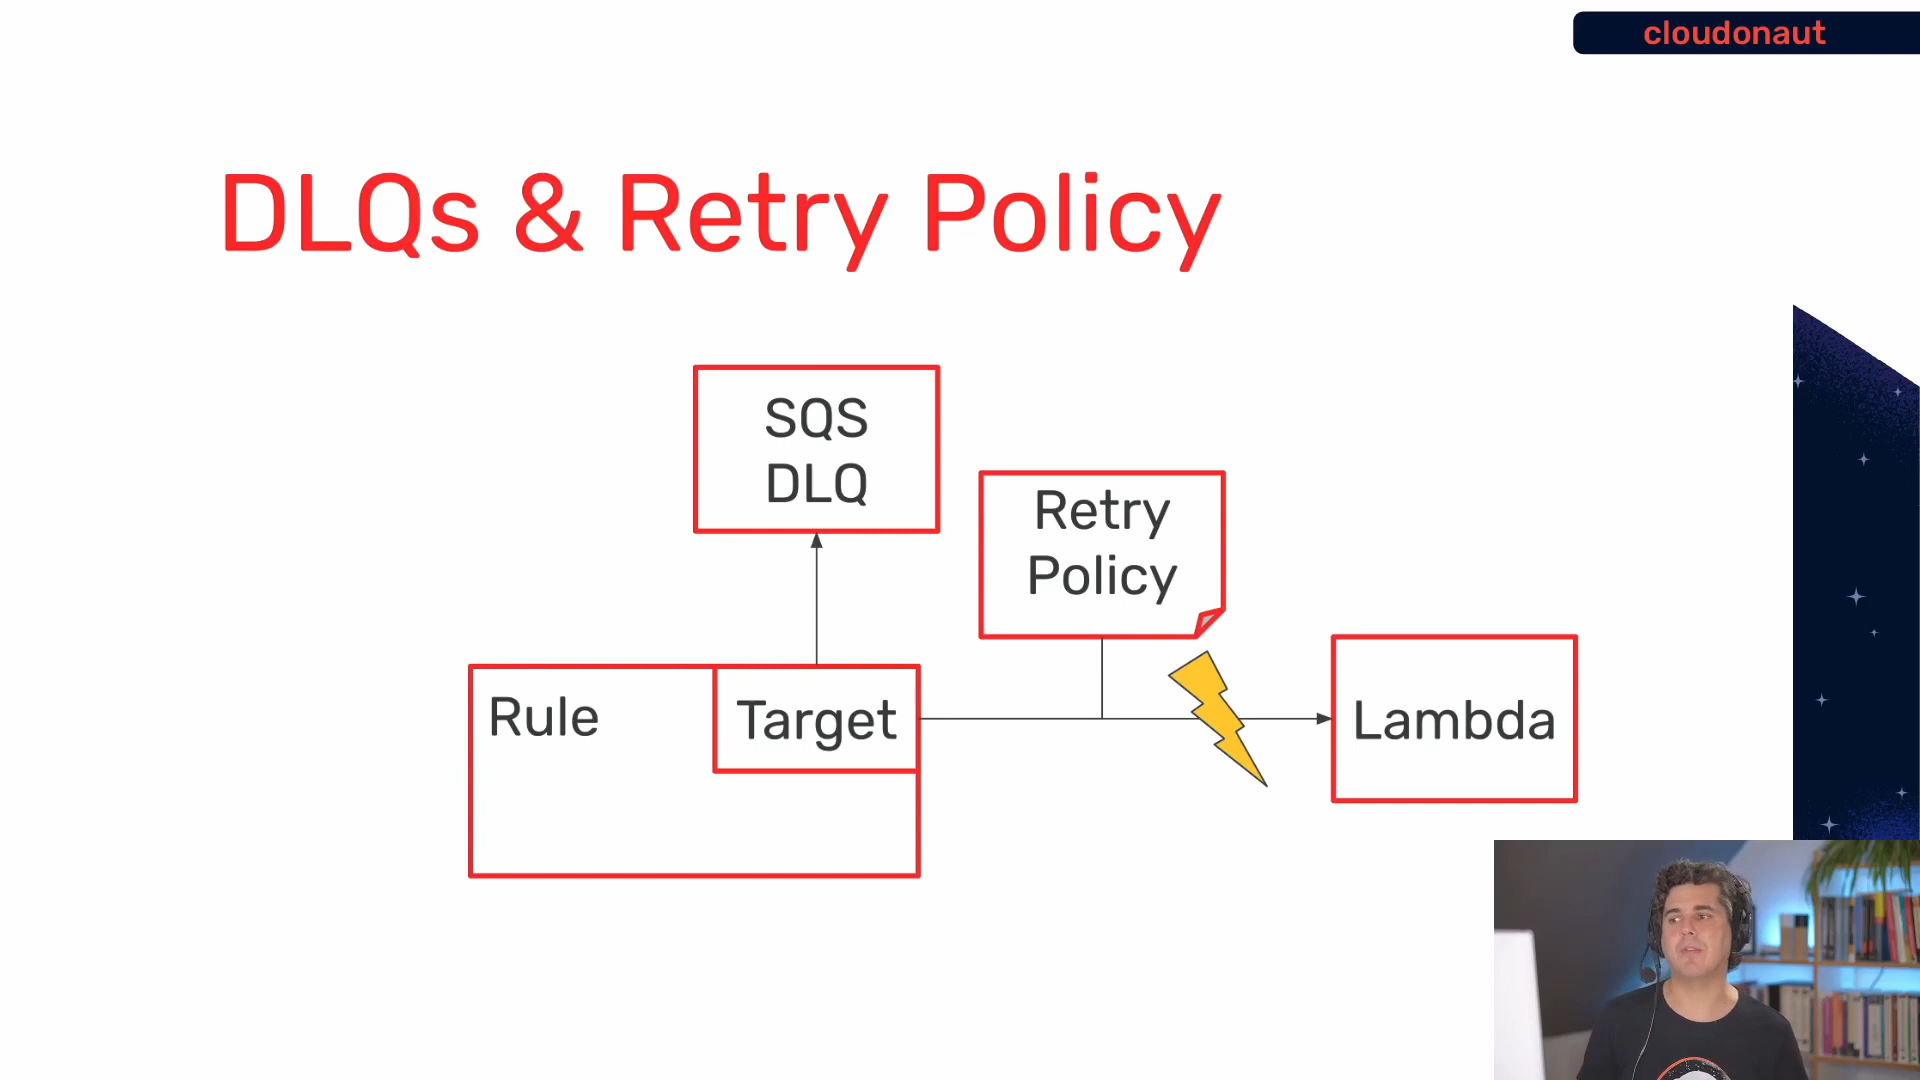 cloudonaut
DLQs & Retry Policy
SQS
DLQ
Retry
Policy
Rule
Target
Lambda